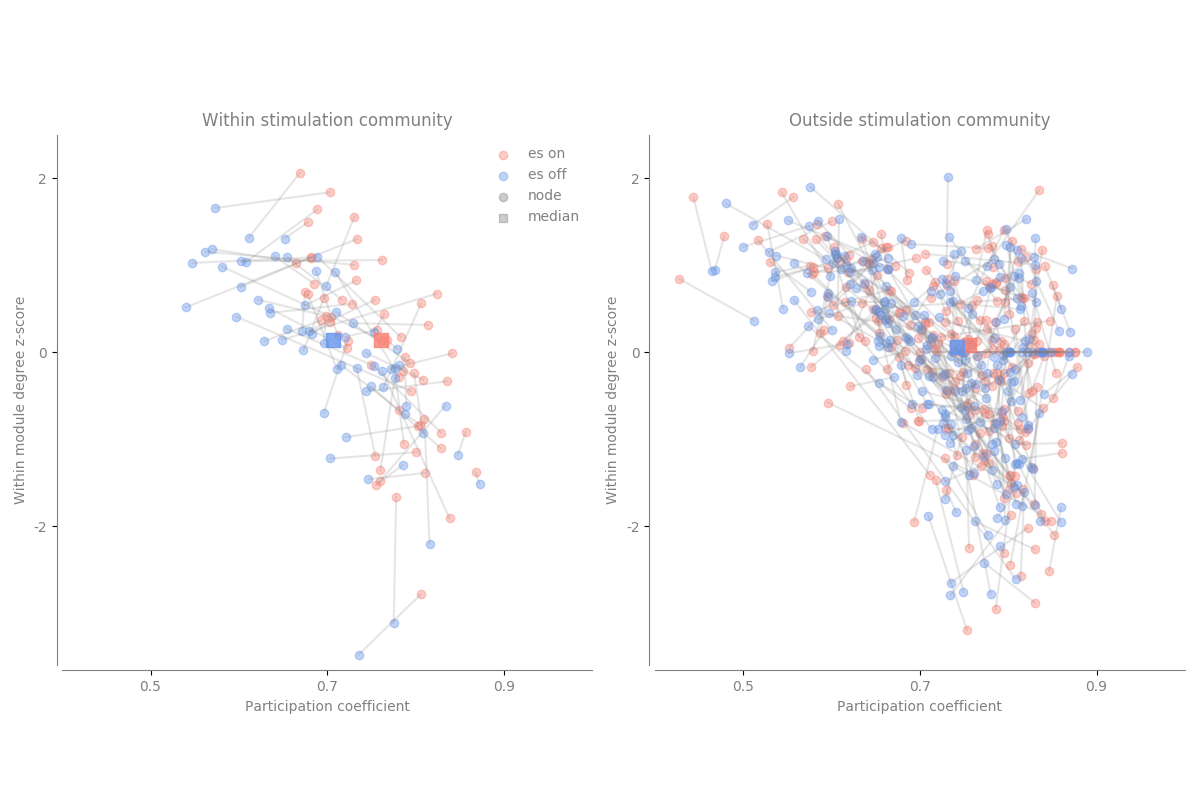 Within stimulation community
es on
es off
node
median
2
0
-2
Within module degree z-score
0.5
0.7
0.9
Participation coefficient
Outside stimulation community
2
0
-2
Within module degree z-score
0.5
0.7
0.9
Participation coefficient